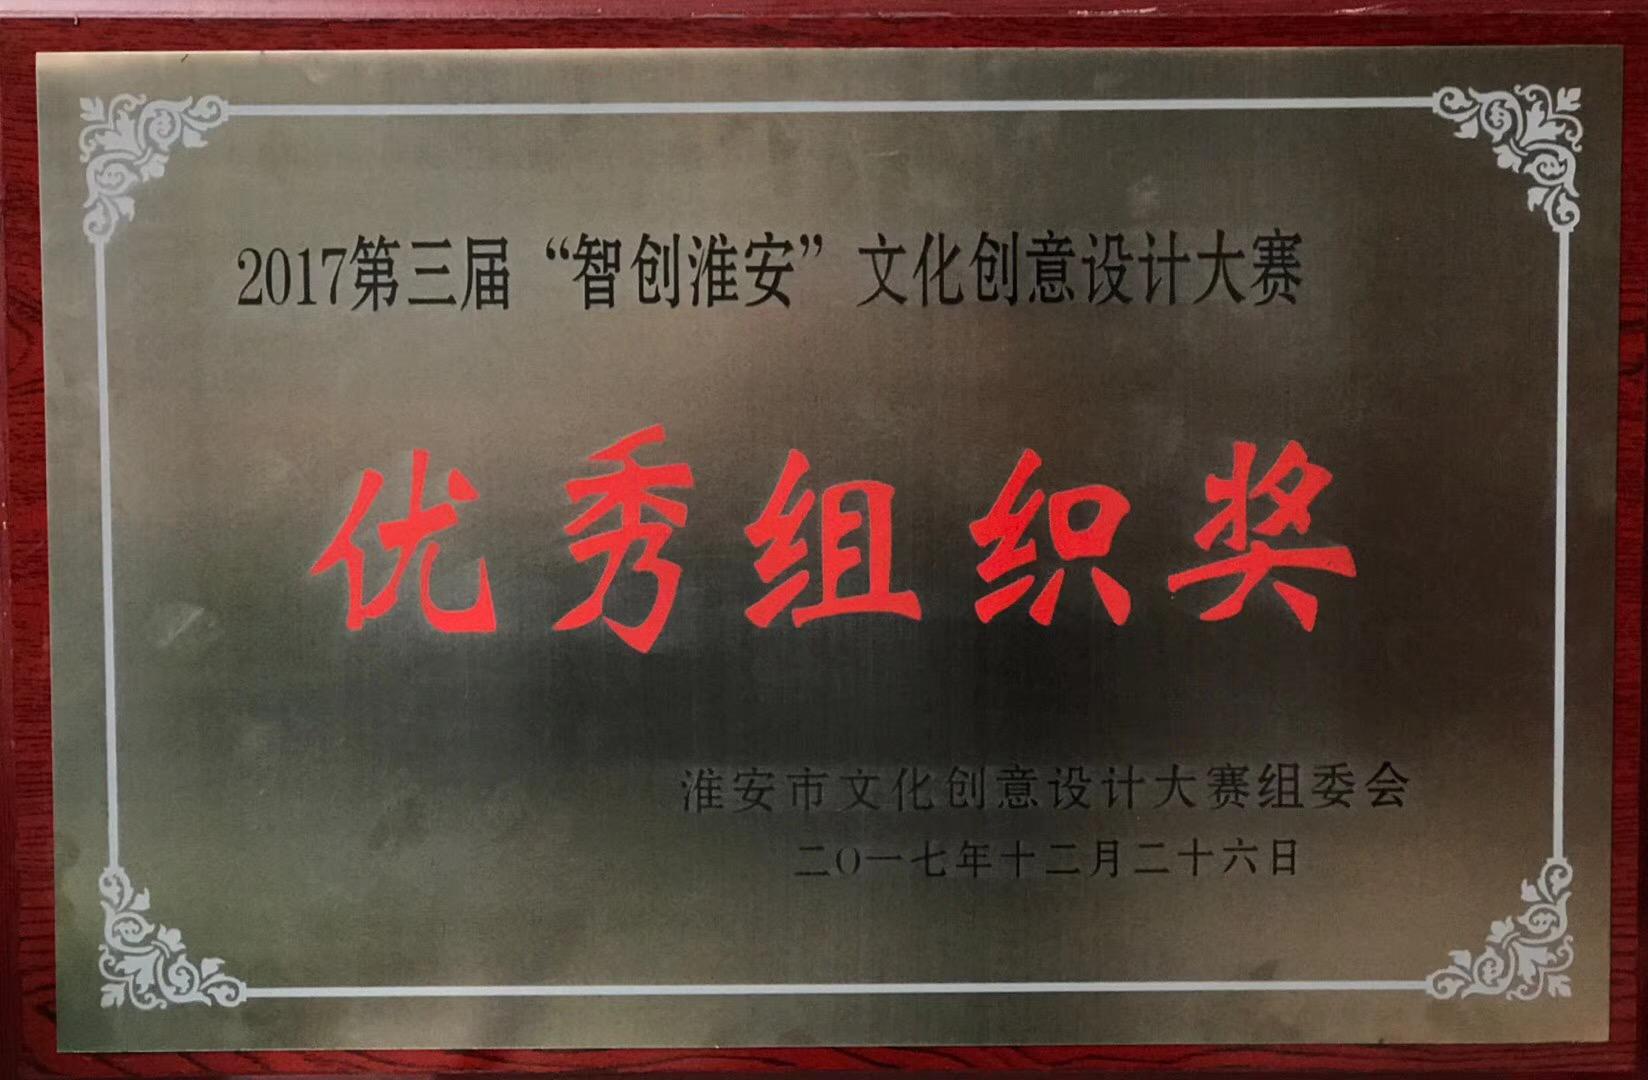 2017第三届“智创淮安”文化创意设计大赛
优秀组织奖
淮安市文化创意设计大赛组委会
二〇一七年十二月二十六日